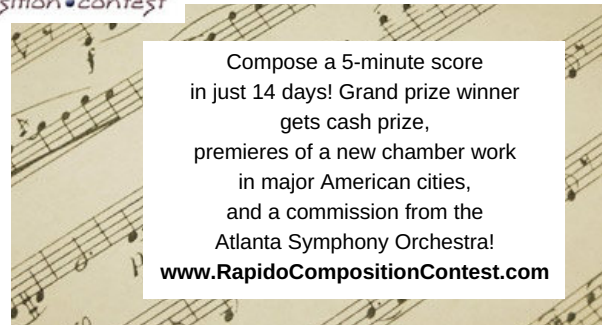 contest
Compose a 5-minute score
in just 14 days! Grand prize winner
gets cash prize,
premieres of a new chamber work
in major American cities,
and a commission from the
Atlanta Symphony Orchestra!
www.RapidoCompositionContest.com